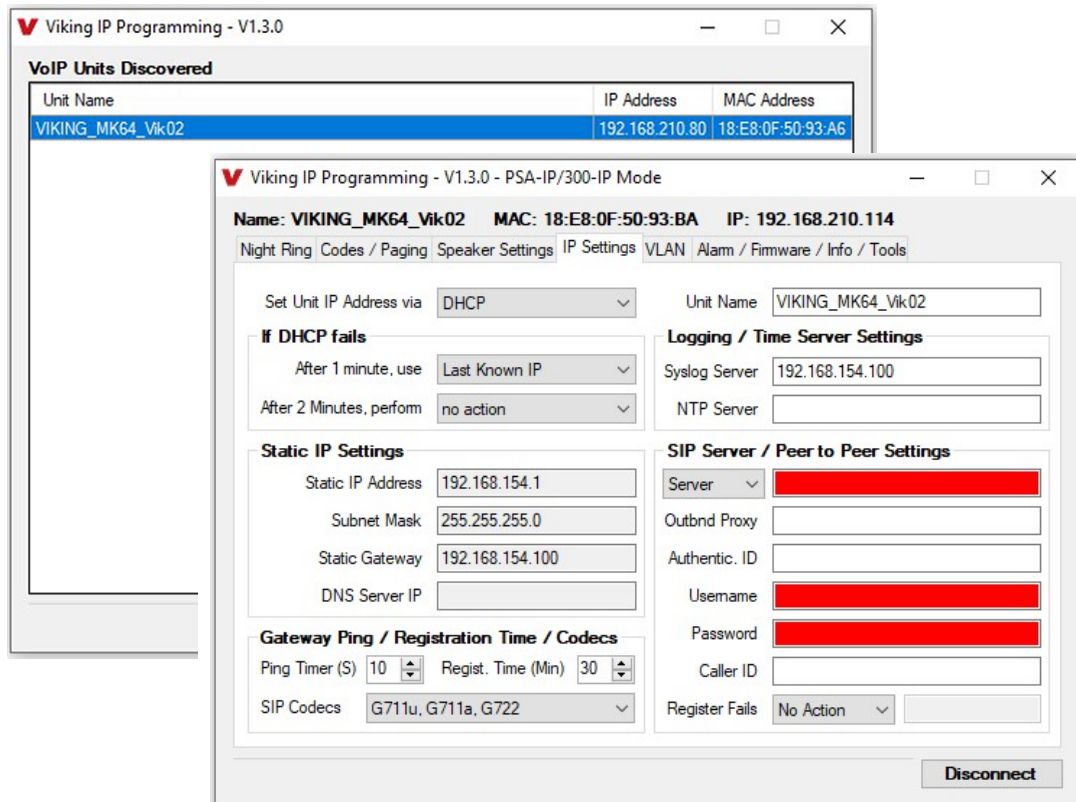 Viking IP Programming - V1.3.0
VoIP Units Discovered
Unit Name IP Address MAC Address
VIKING_MK64_Vik02 192.168.210.80 18:E8:0F:50:93:A6
Viking IP Programming - V1.3.0 - PSA-IP/300-IP Mode
Name: VIKING_MK64_Vik02 MAC: 18:E8:0F:50:93:BA IP: 192.168.210.114
Night Ring Codes / Paging Speaker Settings IP Settings VLAN Alarm / Firmware / Info / Tools
Set Unit IP Address via DHCP
Unit Name VIKING_MK64_Vik02
If DHCP fails
After 1 minute, use Last Known IP
After 2 Minutes, perform no action
Logging / Time Server Settings
Syslog Server 192.168.154.100
NTP Server
Static IP Settings
Static IP Address 192.168.154.1
Subnet Mask 255.255.255.0
Static Gateway 192.168.154.100
DNS Server IP
SIP Server / Peer to Peer Settings
Server
Outbnd Proxy
Authentic. ID
Username
Password
Caller ID
Register Fails No Action
Gateway Ping / Registration Time / Codecs
Ping Timer (S) 10 Regist. Time (Min) 30
SIP Codecs G711u, G711a, G722
Disconnect